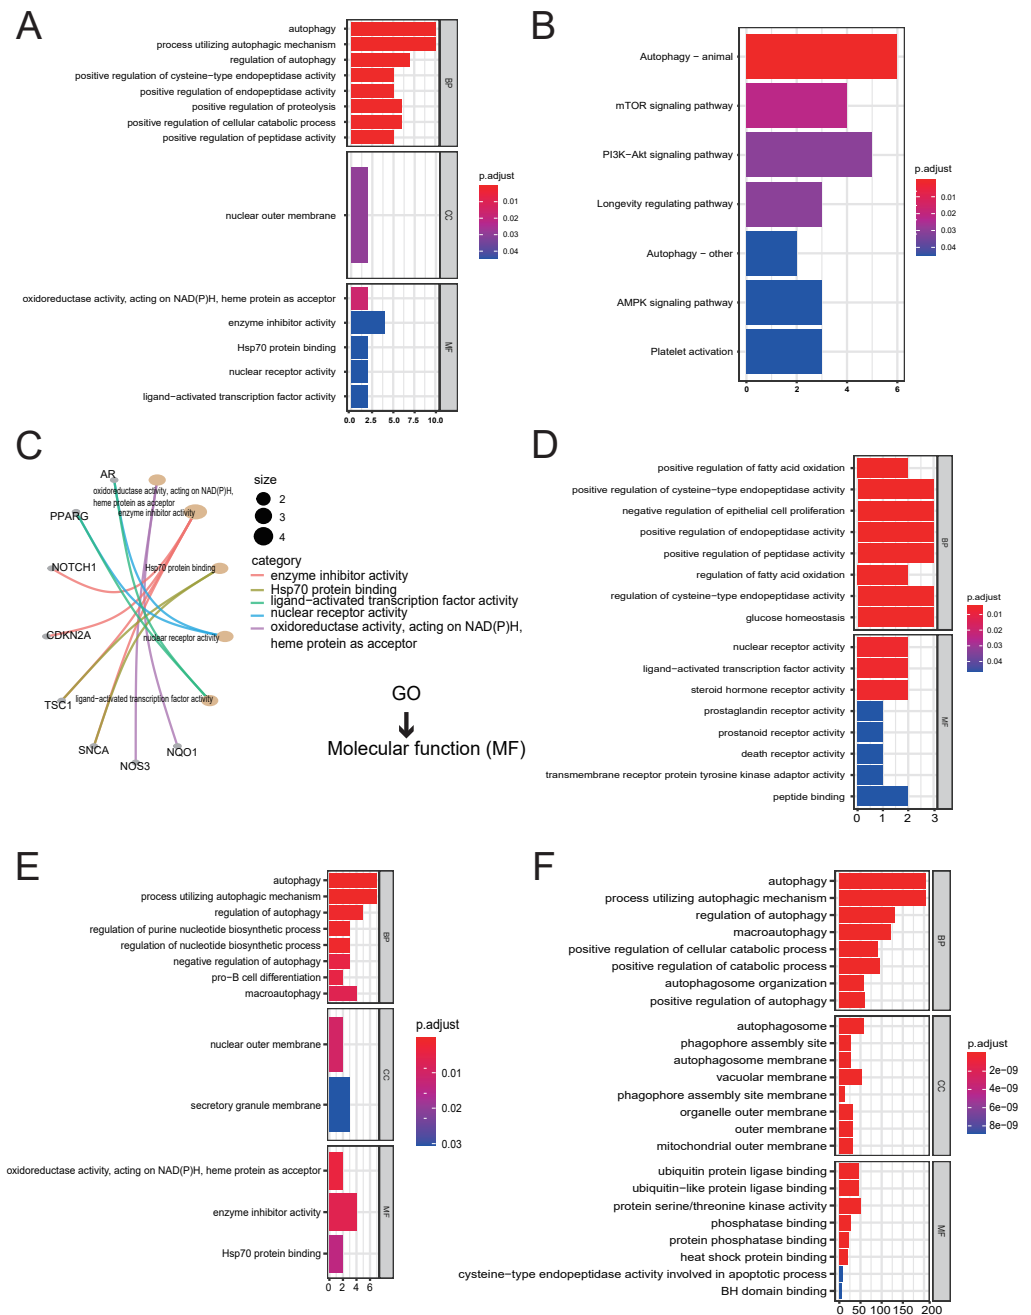 A
autophagy
process utilizing autophagic mechanism
regulation of autophagy
positive regulation of cysteine−type endopeptidase activity
positive regulation of endopeptidase activity
positive regulation of proteolysis
positive regulation of cellular catabolic process
positive regulation of peptidase activity
BP
nuclear outer membrane
CC
oxidoreductase activity, acting on NAD(P)H, heme protein as acceptor
enzyme inhibitor activity
Hsp70 protein binding
nuclear receptor activity
ligand−activated transcription factor activity
MF
0.0 2.5 5.0 7.5 10.0
p.adjust
0.01
0.02
0.03
0.04
B
Autophagy − animal
mTOR signaling pathway
PI3K−Akt signaling pathway
Longevity regulating pathway
Autophagy − other
AMPK signaling pathway
Platelet activation
0 2 4 6
p.adjust
0.01
0.02
0.03
0.04
C
AR
oxidoreductase activity, acting on NAD(P)H,
heme protein as acceptor
enzyme inhibitor activity
PPARG
NOTCH1
Hsp70 protein binding
CDKN2A
nuclear receptor activity
TSC1
ligand−activated transcription factor activity
SNCA
NOS3
NQO1
size
2
3
4
category
enzyme inhibitor activity
Hsp70 protein binding
ligand−activated transcription factor activity
nuclear receptor activity
oxidoreductase activity, acting on NAD(P)H,
heme protein as acceptor
GO
Molecular function (MF)
D
positive regulation of fatty acid oxidation
positive regulation of cysteine−type endopeptidase activity
negative regulation of epithelial cell proliferation
positive regulation of endopeptidase activity
positive regulation of peptidase activity
regulation of fatty acid oxidation
regulation of cysteine−type endopeptidase activity
glucose homeostasis
BP
nuclear receptor activity
ligand−activated transcription factor activity
steroid hormone receptor activity
prostaglandin receptor activity
prostanoid receptor activity
death receptor activity
transmembrane receptor protein tyrosine kinase adaptor activity
peptide binding
MF
0 1 2 3
p.adjust
0.01
0.02
0.03
0.04
E
autophagy
process utilizing autophagic mechanism
regulation of autophagy
regulation of purine nucleotide biosynthetic process
regulation of nucleotide biosynthetic process
negative regulation of autophagy
pro−B cell differentiation
macroautophagy
BP
nuclear outer membrane
secretory granule membrane
CC
oxidoreductase activity, acting on NAD(P)H, heme protein as acceptor
enzyme inhibitor activity
Hsp70 protein binding
MF
0 2 4 6
p.adjust
0.01
0.02
0.03
F
autophagy
process utilizing autophagic mechanism
regulation of autophagy
macroautophagy
positive regulation of cellular catabolic process
positive regulation of catabolic process
autophagosome organization
positive regulation of autophagy
BP
autophagosome
phagophore assembly site
autophagosome membrane
vacuolar membrane
phagophore assembly site membrane
organelle outer membrane
outer membrane
mitochondrial outer membrane
CC
ubiquitin protein ligase binding
ubiquitin−like protein ligase binding
protein serine/threonine kinase activity
phosphatase binding
protein phosphatase binding
heat shock protein binding
cysteine−type endopeptidase activity involved in apoptotic process
BH domain binding
MF
0 50 100 150 200
p.adjust
2e−09
4e−09
6e−09
8e−09